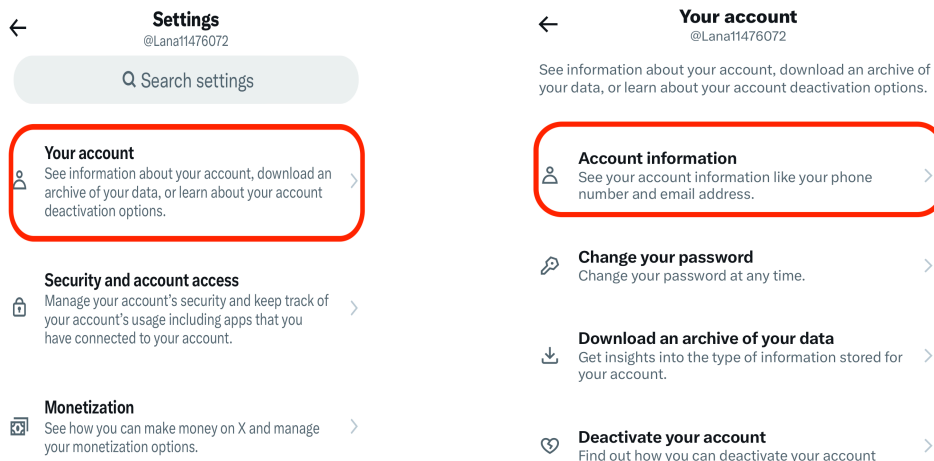 Settings
@Lana11476072
Search settings
Your account
See information about your account, download an
archive of your data, or learn about your account
deactivation options.
Security and account access
Manage your account's security and keep track of
your account's usage including apps that you
have connected to your account.
Monetization
See how you can make money on X and manage
your monetization options.
Your account
@Lana11476072
See information about your account, download an archive of
your data, or learn about your account deactivation options.
Account information
See your account information like your phone
number and email address.
Change your password
Change your password at any time.
Download an archive of your data
Get insights into the type of information stored for
your account.
Deactivate your account
Find out how you can deactivate your account